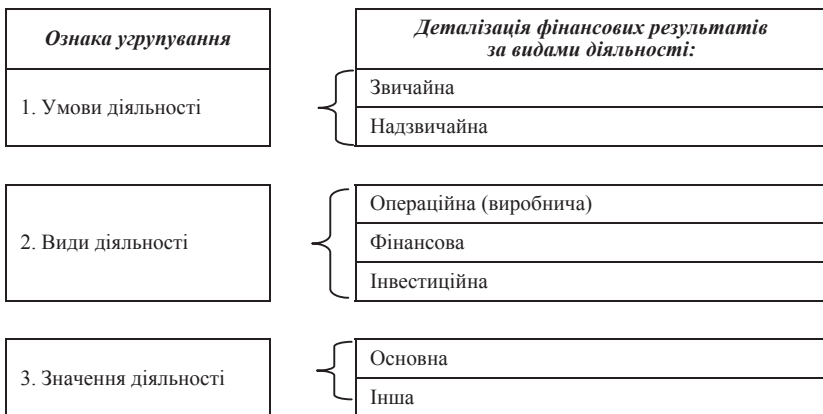 Ознака угрупування
Деталізація фінансових результатів
за видами діяльності:
1. Умови діяльності
Звичайна
Надзвичайна
2. Види діяльності
Операційна (виробнича)
Фінансова
Інвестиційна
3. Значення діяльності
Основна
Інша